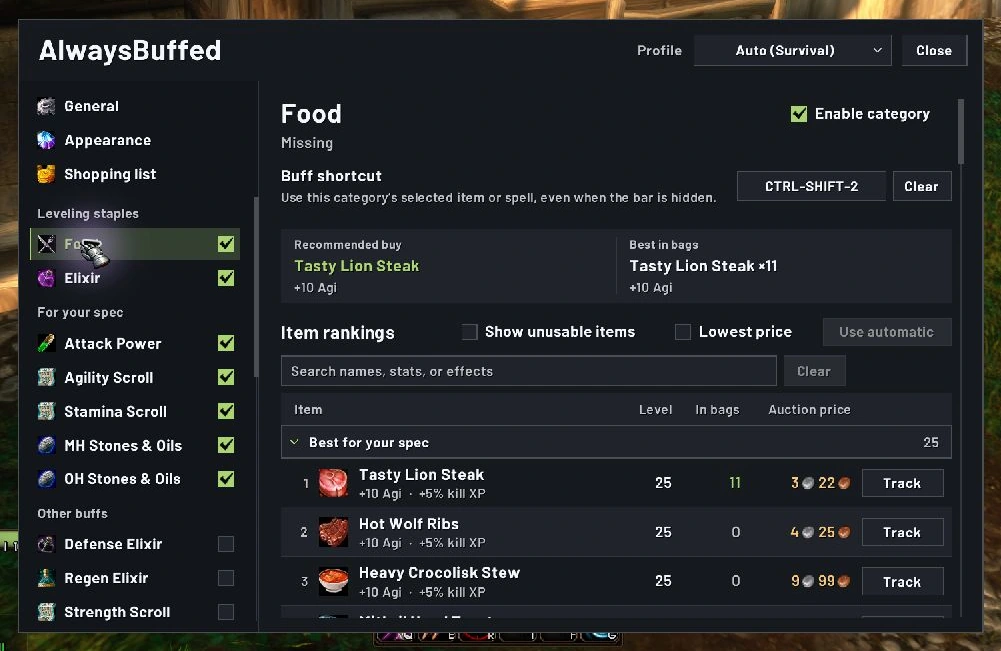 AlwaysBuffed
Profile
Auto (Survival)
Close
General
Appearance
Shopping list
Leveling staples
Elixir
For your spec
Attack Power
Agility Scroll
Stamina Scroll
MH Stones & Oils
OH Stones & Oils
Other buffs
Defense Elixir
Regen Elixir
Strength Scroll
Food
Enable category
Missing
Buff shortcut
Use this category's selected item or spell, even when the bar is hidden.
CTRL-SHIFT-2
Clear
Recommended buy
Tasty Lion Steak
+10 Agi
Best in bags
Tasty Lion Steak ×11
+10 Agi
Item rankings
Show unusable items
Lowest price
Use automatic
Search names, stats, or effects
Clear
Item Level In bags Auction price
Best for your spec 25
1 Tasty Lion Steak 25 11 3 22 Track
+10 Agi · +5% kill XP
2 Hot Wolf Ribs 25 0 4 25 Track
+10 Agi · +5% kill XP
3 Heavy Crocolisk Stew 25 0 9 99 Track
+10 Agi · +5% kill XP